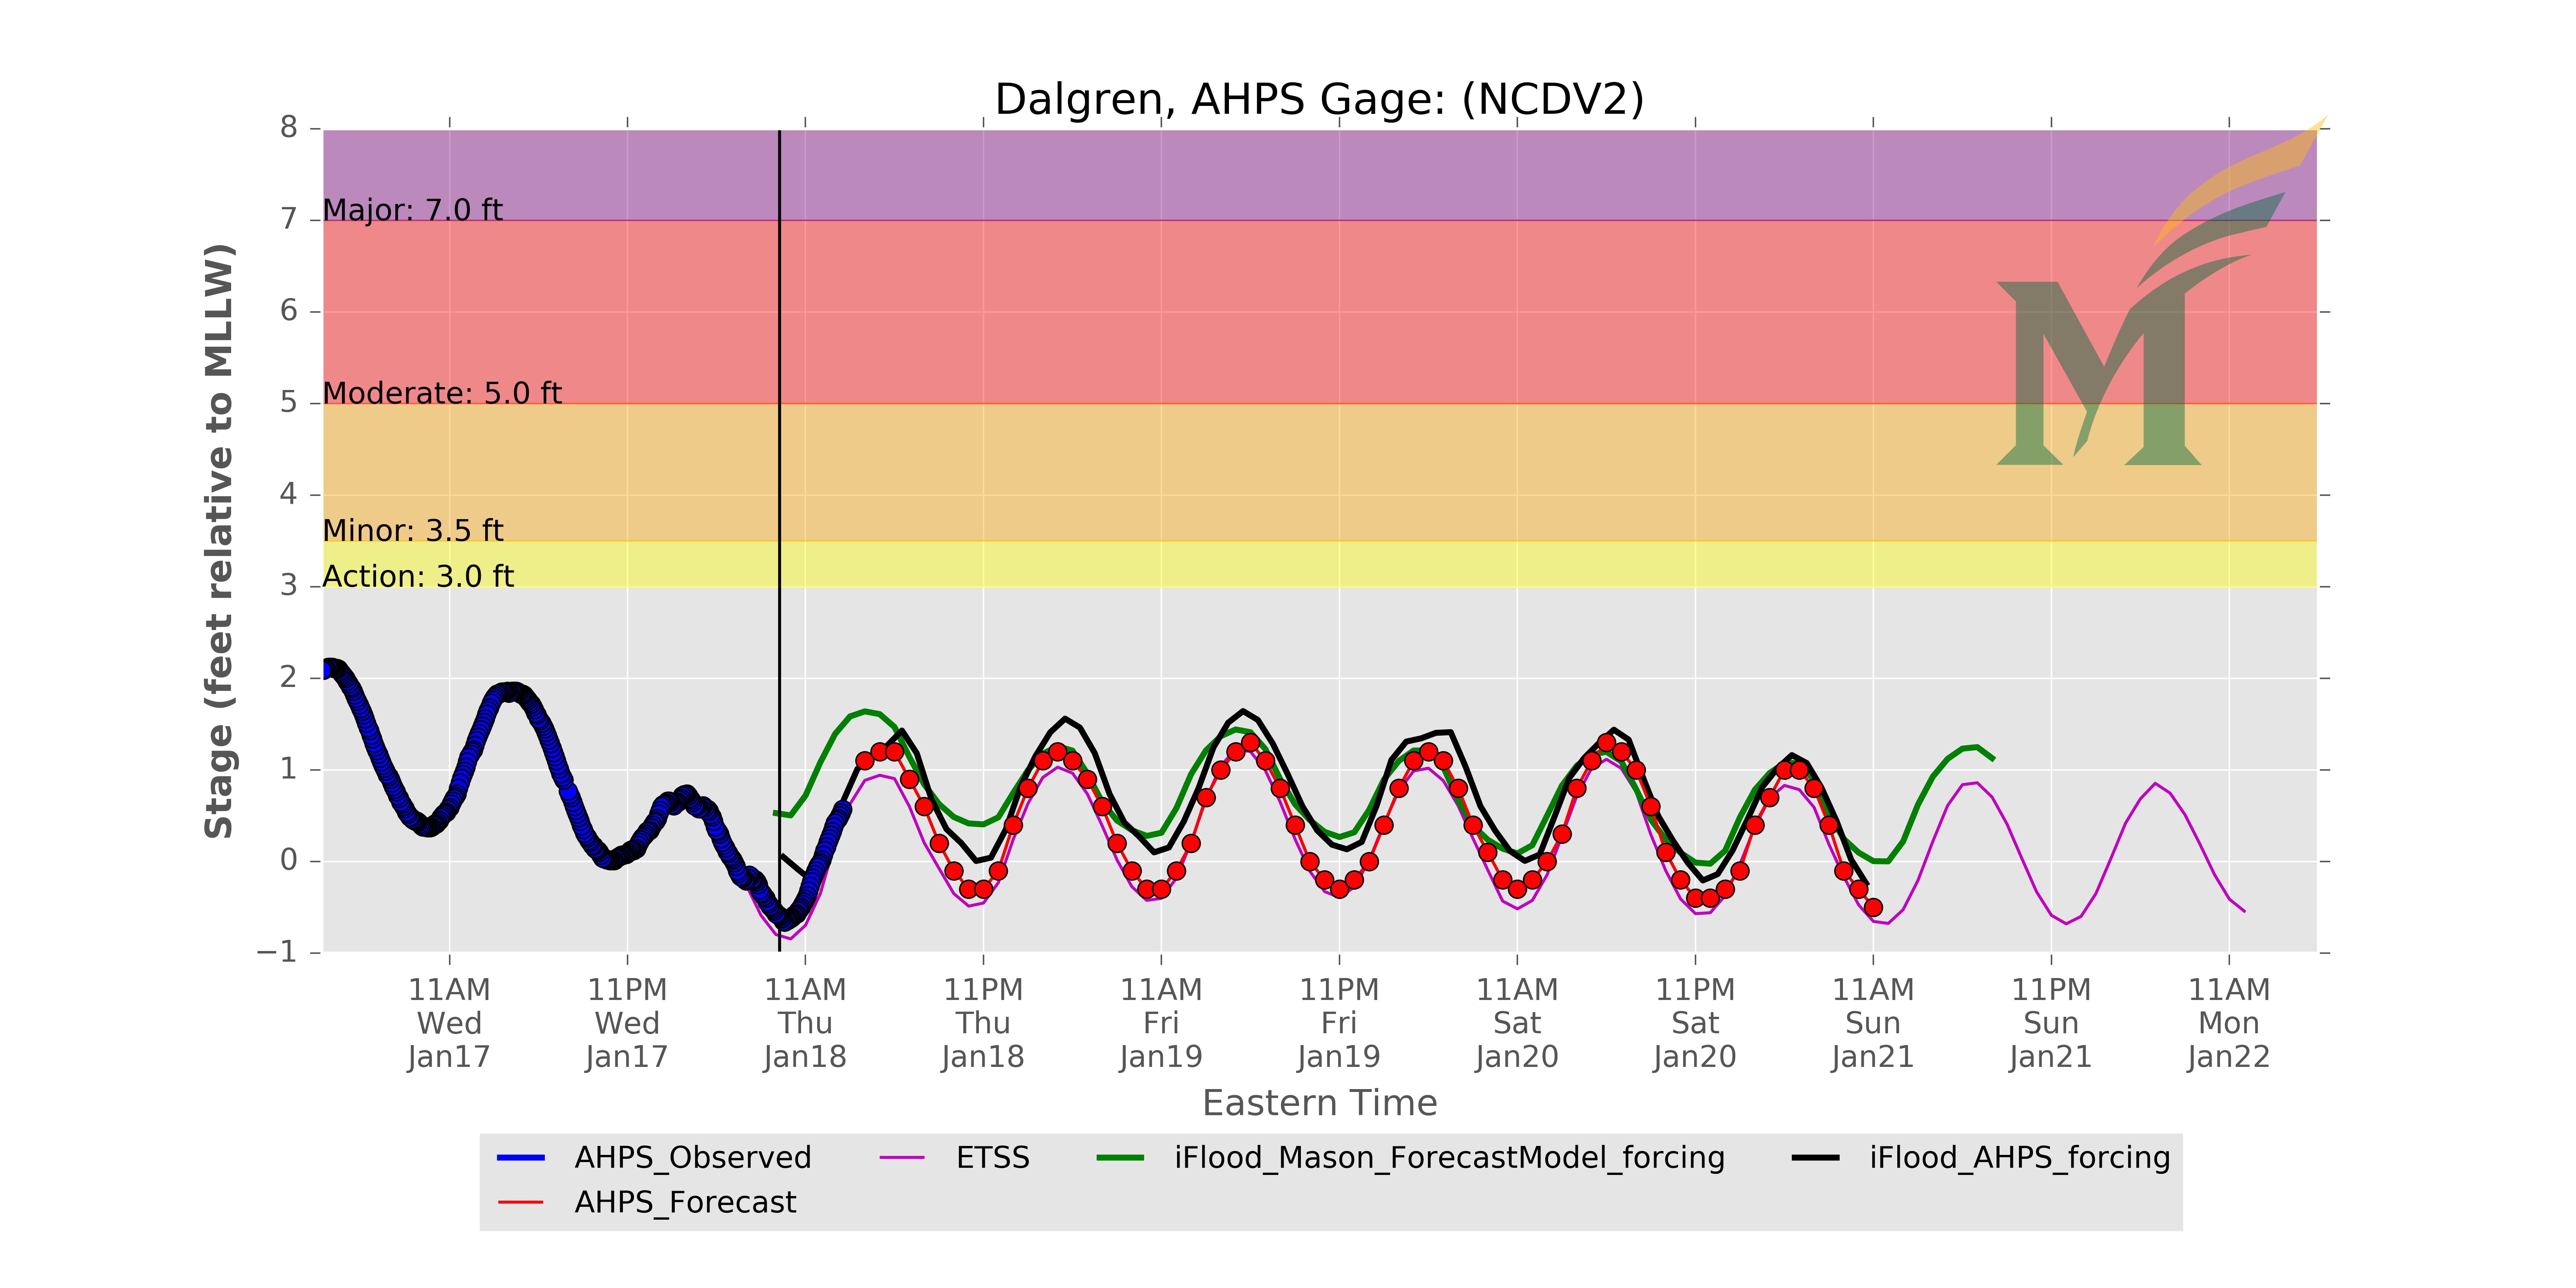 Dalgren, AHPS Gage: (NCDV2)
8
7
6
5
4
3
2
1
0
−1
Stage (feet relative to MLLW)
Major: 7.0 ft
Moderate: 5.0 ft
Minor: 3.5 ft
Action: 3.0 ft
M
11AM
Wed
Jan17
11PM
Wed
Jan17
11AM
Thu
Jan18
11PM
Thu
Jan18
11AM
Fri
Jan19
11PM
Fri
Jan19
11AM
Sat
Jan20
11PM
Sat
Jan20
11AM
Sun
Jan21
11PM
Sun
Jan21
11AM
Mon
Jan22
Eastern Time
AHPS_Observed
AHPS_Forecast
ETSS
iFlood_Mason_ForecastModel_forcing
iFlood_AHPS_forcing